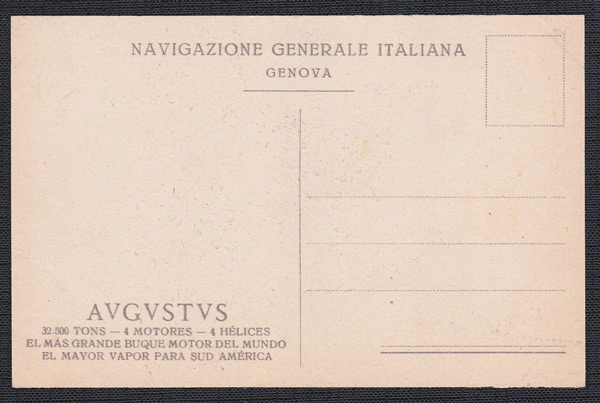 NAVIGAZIONE GENERALE ITALIANA
GENOVA
AVGVSTVS
32.500 TONS — 4 MOTORES — 4 HÉLICES
EL MÁS GRANDE BUQUE MOTOR DEL MUNDO
EL MAYOR VAPOR PARA SUD AMÉRICA